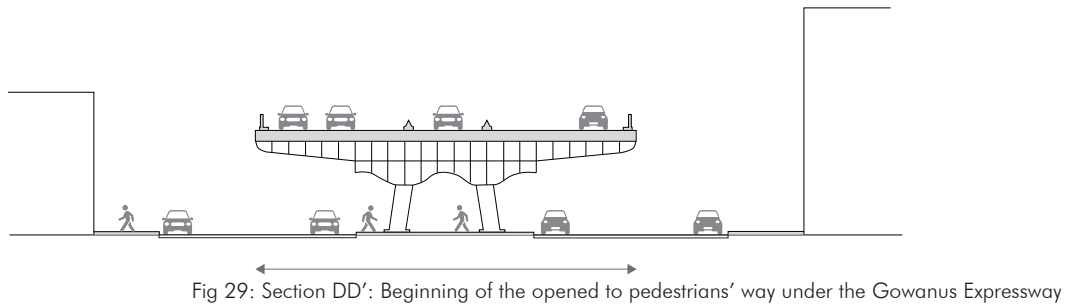 Fig 29: Section DD': Beginning of the opened to pedestrians' way under the Gowanus Expressway